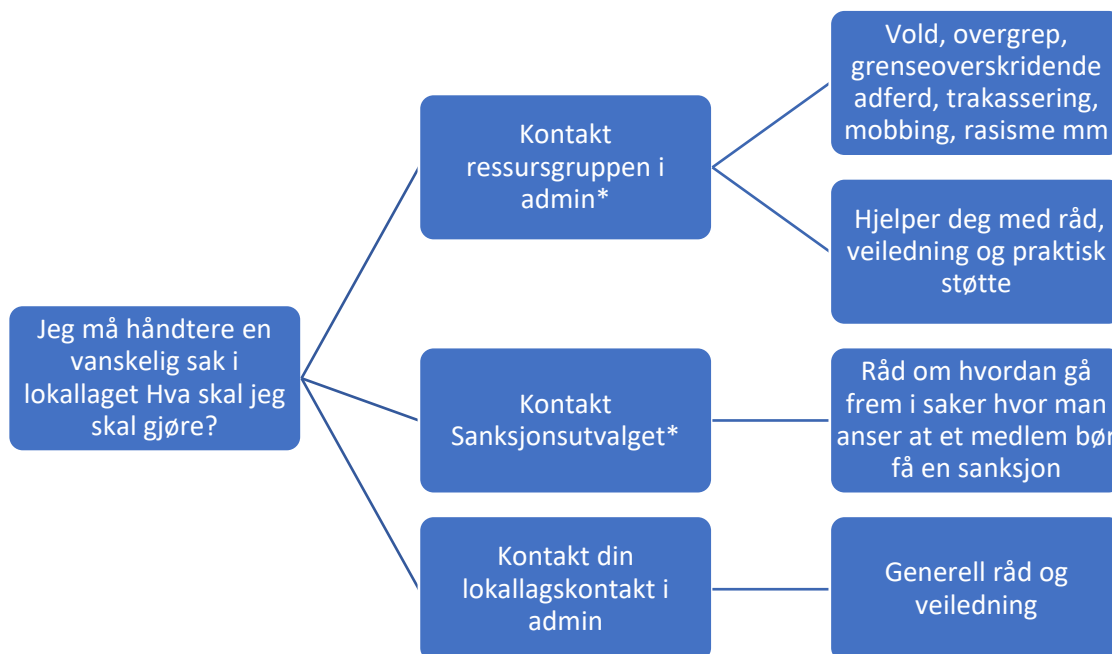 Jeg må håndtere en
vanskelig sak i
lokallaget Hva skal jeg
skal gjøre?
Kontakt
ressursgruppen i
admin*
Vold, overgrep,
grenseoverskridende
adferd, trakassering,
mobbing, rasisme mm
Hjelper deg med råd,
veiledning og praktisk
støtte
Kontakt
Sanksjonsutvalget*
Råd om hvordan gå
frem i saker hvor man
anser at et medlem bør
få en sanksjon
Kontakt din
lokallagskontakt i
admin
Generell råd og
veiledning